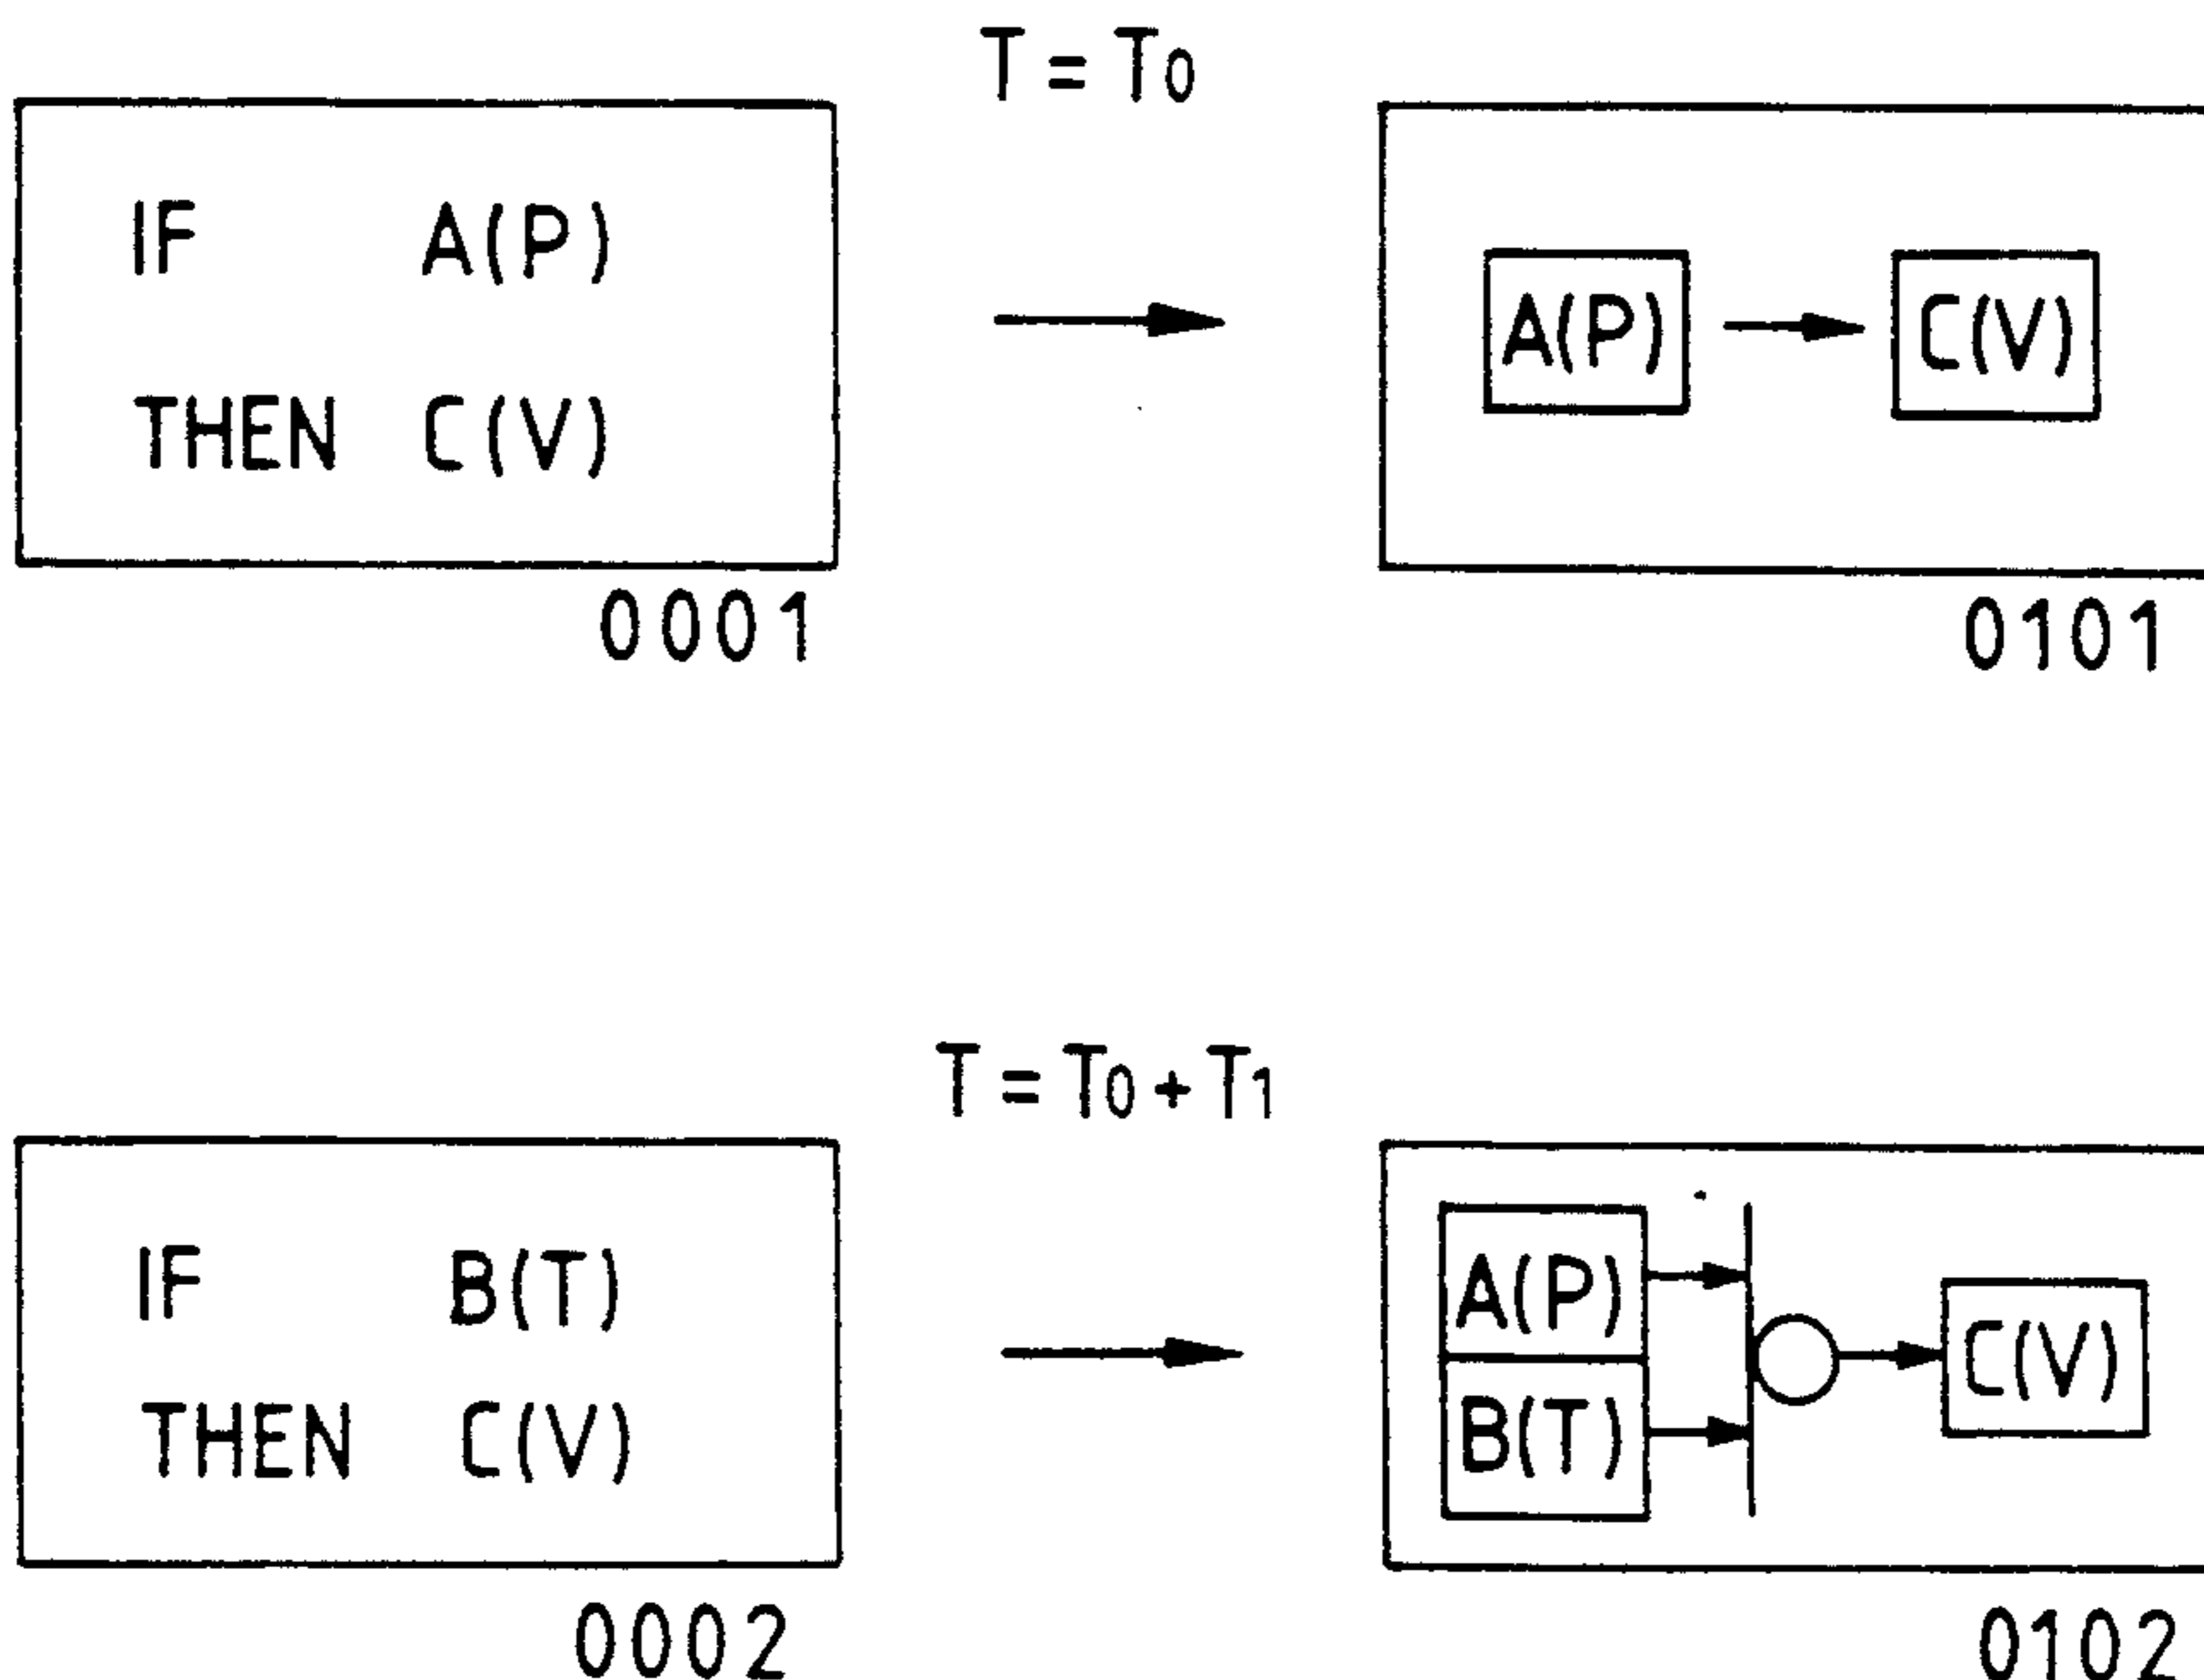 T = T0
IF A(P)
THEN C(V)
A(P) C(V)
0001
0101
T = T0 + T1
IF B(T)
THEN C(V)
A(P)
B(T)
C(V)
0002
0102